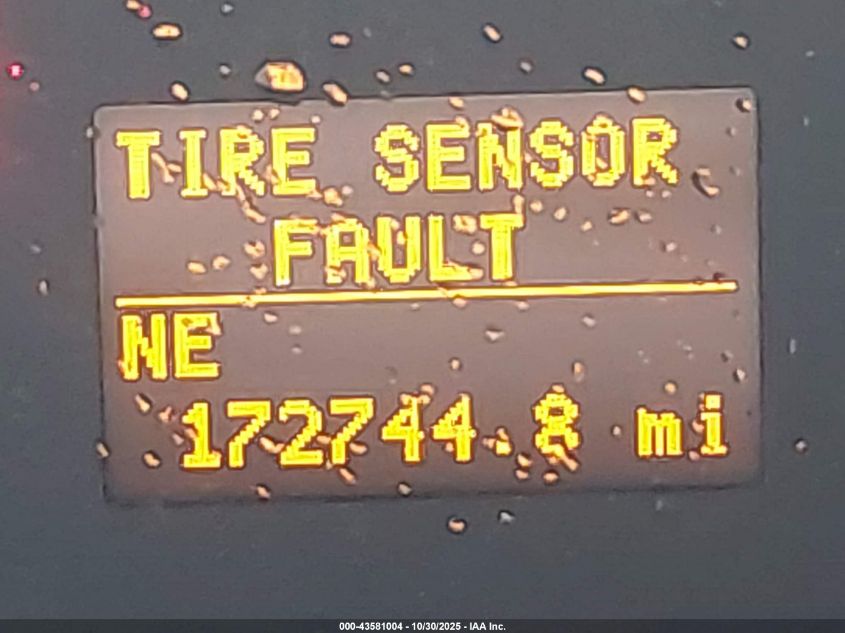 TIRE SENSOR
FAULT
NE
172744.8 mi
000-43581004 - 10/30/2025 - IAA Inc.